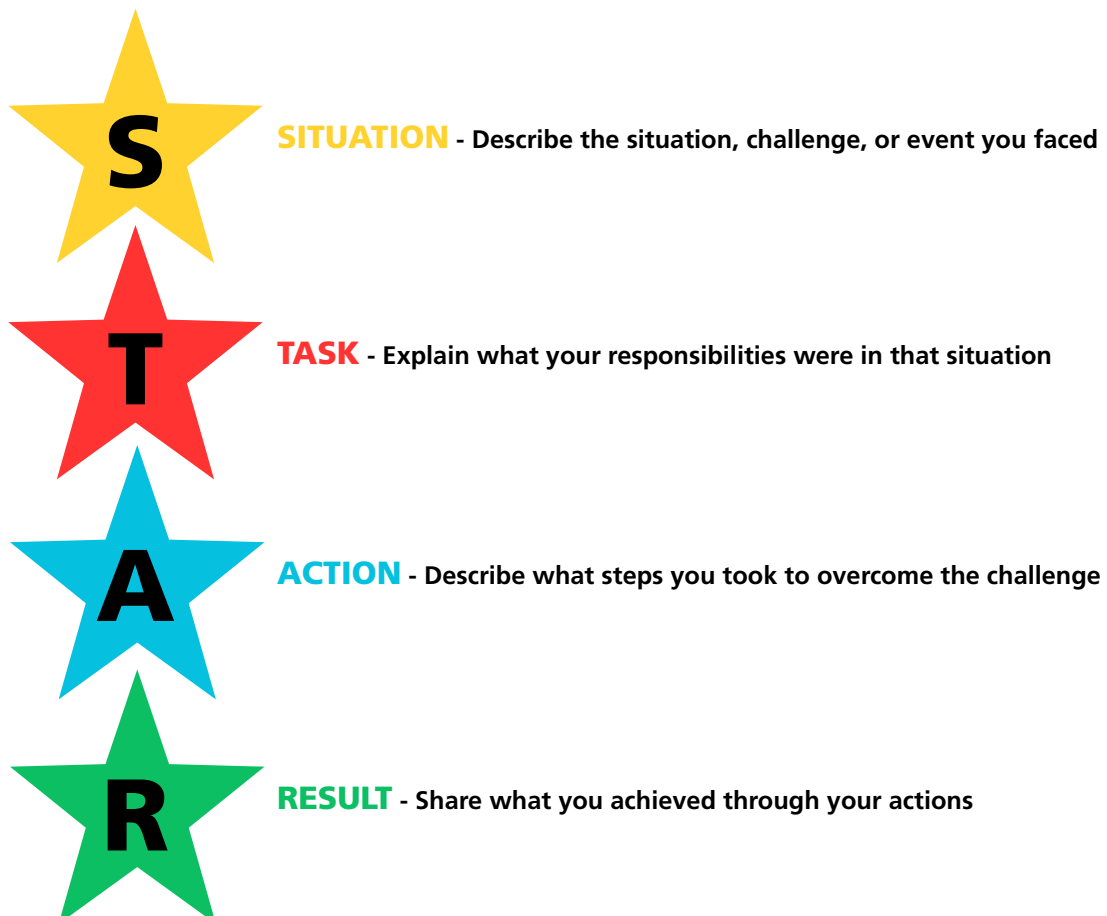 S
SITUATION - Describe the situation, challenge, or event you faced
T
TASK - Explain what your responsibilities were in that situation
A
ACTION - Describe what steps you took to overcome the challenge
R
RESULT - Share what you achieved through your actions